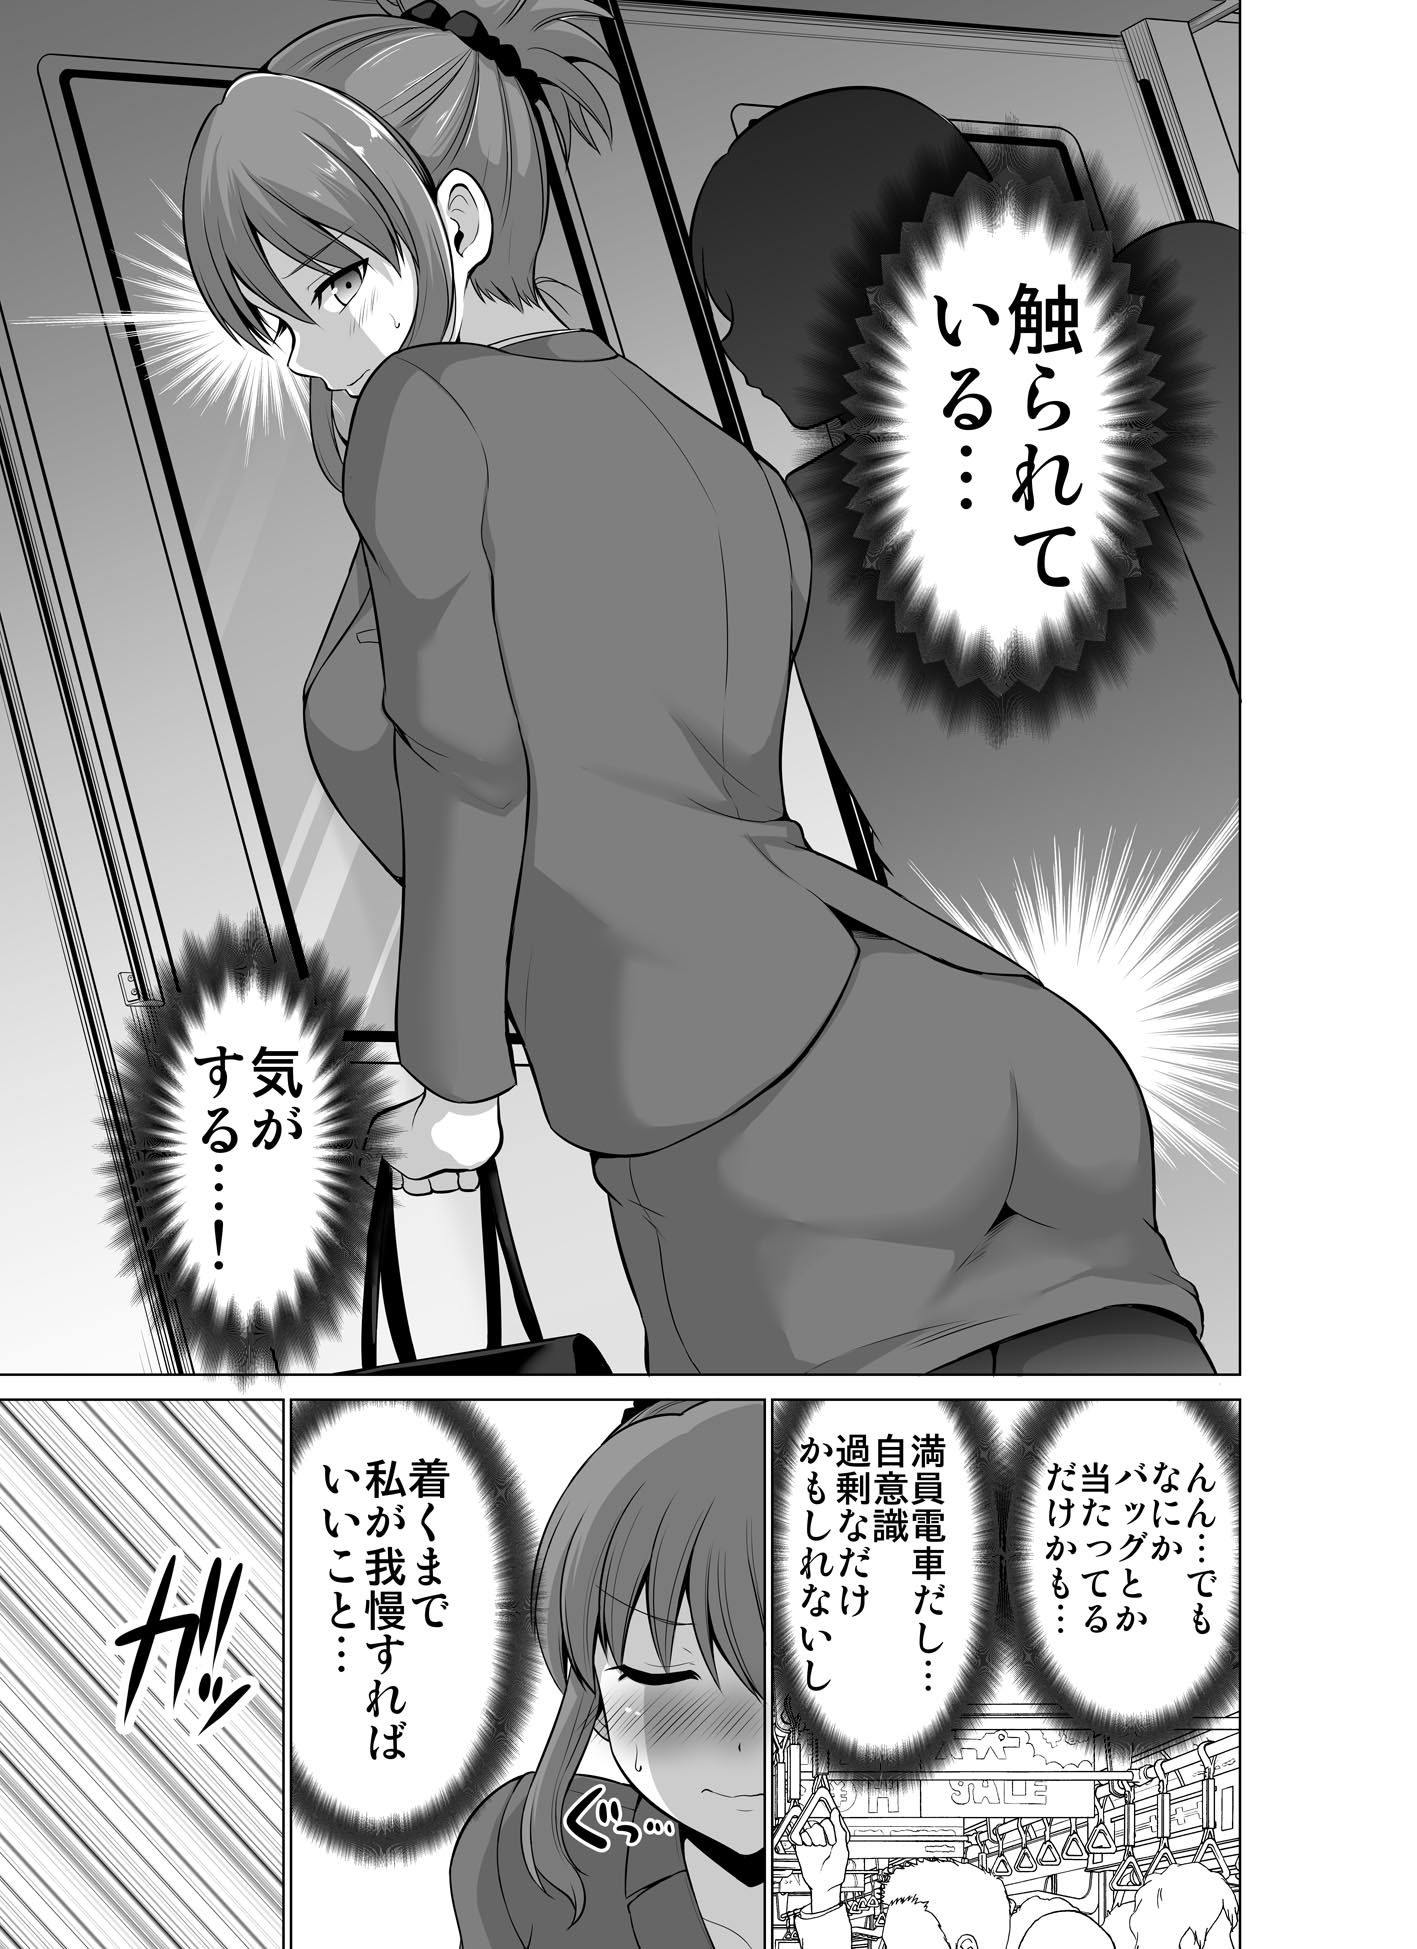 触られて
いる…
気が
する…！
んん…でも
なにか
バッグとか
当たってる
だけかも…
満員電車だし…
自意識
過剰なだけ
かもしれないし
SALE
着くまで
私が我慢すれば
いいこと…
ぐっ…
ガッ